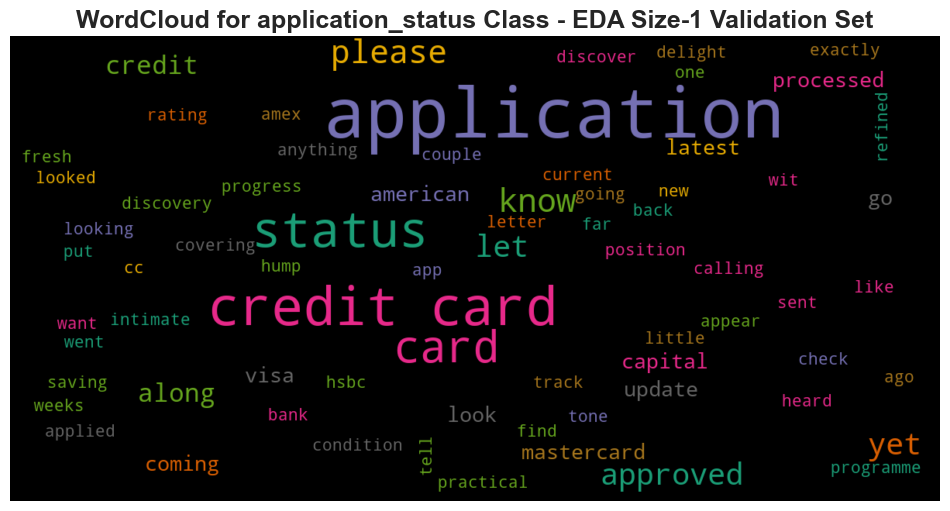 WordCloud for application_status Class - EDA Size-1 Validation Set
please
discover
delight
exactly
credit
one
processed
application
rating
amex
refined
anything
couple
latest
fresh
looked
progress
american
current
going
new
wit
know
go
discovery
back
looking
status
letter
far
put
covering
let
position
cc
hump
app
calling
credit card
sent
like
want
intimate
appear
went
card
little
capital
check
saving
visa
hsbc
track
update
ago
weeks
along
bank
look
tone
heard
applied
condition
find
yet
coming
tell
mastercard
practical
approved
programme